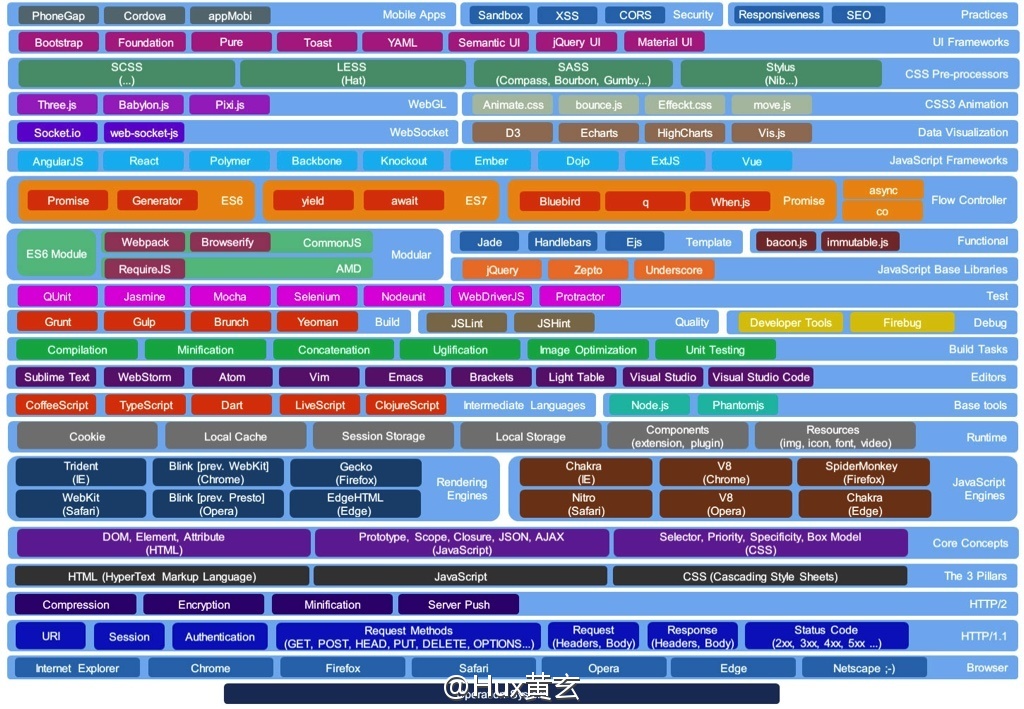 PhoneGap Cordova appMobi Mobile Apps Sandbox XSS CORS Security Responsiveness SEO Practices
Bootstrap Foundation Pure Toast YAML Semantic UI jQuery UI Material UI UI Frameworks
SCSS LESS SASS Stylus CSS Pre-processors
(...) (Hat) (Compass, Bourbon, Gumby...) (Nib...)
Three.js Babylon.js Pixi.js WebGL Animate.css bounce.js Effeckt.css move.js CSS3 Animation
Socket.io web-socket-js WebSocket D3 Echarts HighCharts Vis.js Data Visualization
AngularJS React Polymer Backbone Knockout Ember Dojo ExtJS Vue JavaScript Frameworks
Promise Generator ES6 yield await ES7 Bluebird q When.js Promise async Flow Controller
co
ES6 Module Webpack Browserify CommonJS Modular Jade Handlebars Ejs Template bacon.js immutable.js Functional
RequireJS AMD jQuery Zepto Underscore JavaScript Base Libraries
QUnit Jasmine Mocha Selenium Nodeunit WebDriverJS Protractor Test
Grunt Gulp Brunch Yeoman Build JSLint JSHint Quality Developer Tools Firebug Debug
Compilation Minification Concatenation Uglification Image Optimization Unit Testing Build Tasks
Sublime Text WebStorm Atom Vim Emacs Brackets Light Table Visual Studio Visual Studio Code Editors
CoffeeScript TypeScript Dart LiveScript ClojureScript Intermediate Languages Node.js Phantomjs Base tools
Cookie Local Cache Session Storage Local Storage Components Resources Runtime
(extension, plugin) (img, icon, font, video)
Trident Blink [prev. WebKit] Gecko Rendering Chakra V8 SpiderMonkey JavaScript
(IE) (Chrome) (Firefox) Engines (IE) (Chrome) (Firefox) Engines
WebKit Blink [prev. Presto] EdgeHTML Nitro V8 Chakra
(Safari) (Opera) (Edge) (Safari) (Opera) (Edge)
DOM, Element, Attribute Prototype, Scope, Closure, JSON, AJAX Selector, Priority, Specificity, Box Model Core Concepts
(HTML) (JavaScript) (CSS)
HTML (HyperText Markup Language) JavaScript CSS (Cascading Style Sheets) The 3 Pillars
Compression Encryption Minification Server Push HTTP/2
URI Session Authentication Request Methods Request Response Status Code HTTP/1.1
(GET, POST, HEAD, PUT, DELETE, OPTIONS...) (Headers, Body) (Headers, Body) (2xx, 3xx, 4xx, 5xx ...)
Internet Explorer Chrome Firefox Safari Opera Edge Netscape ;-) Browser
@Hux黄玄